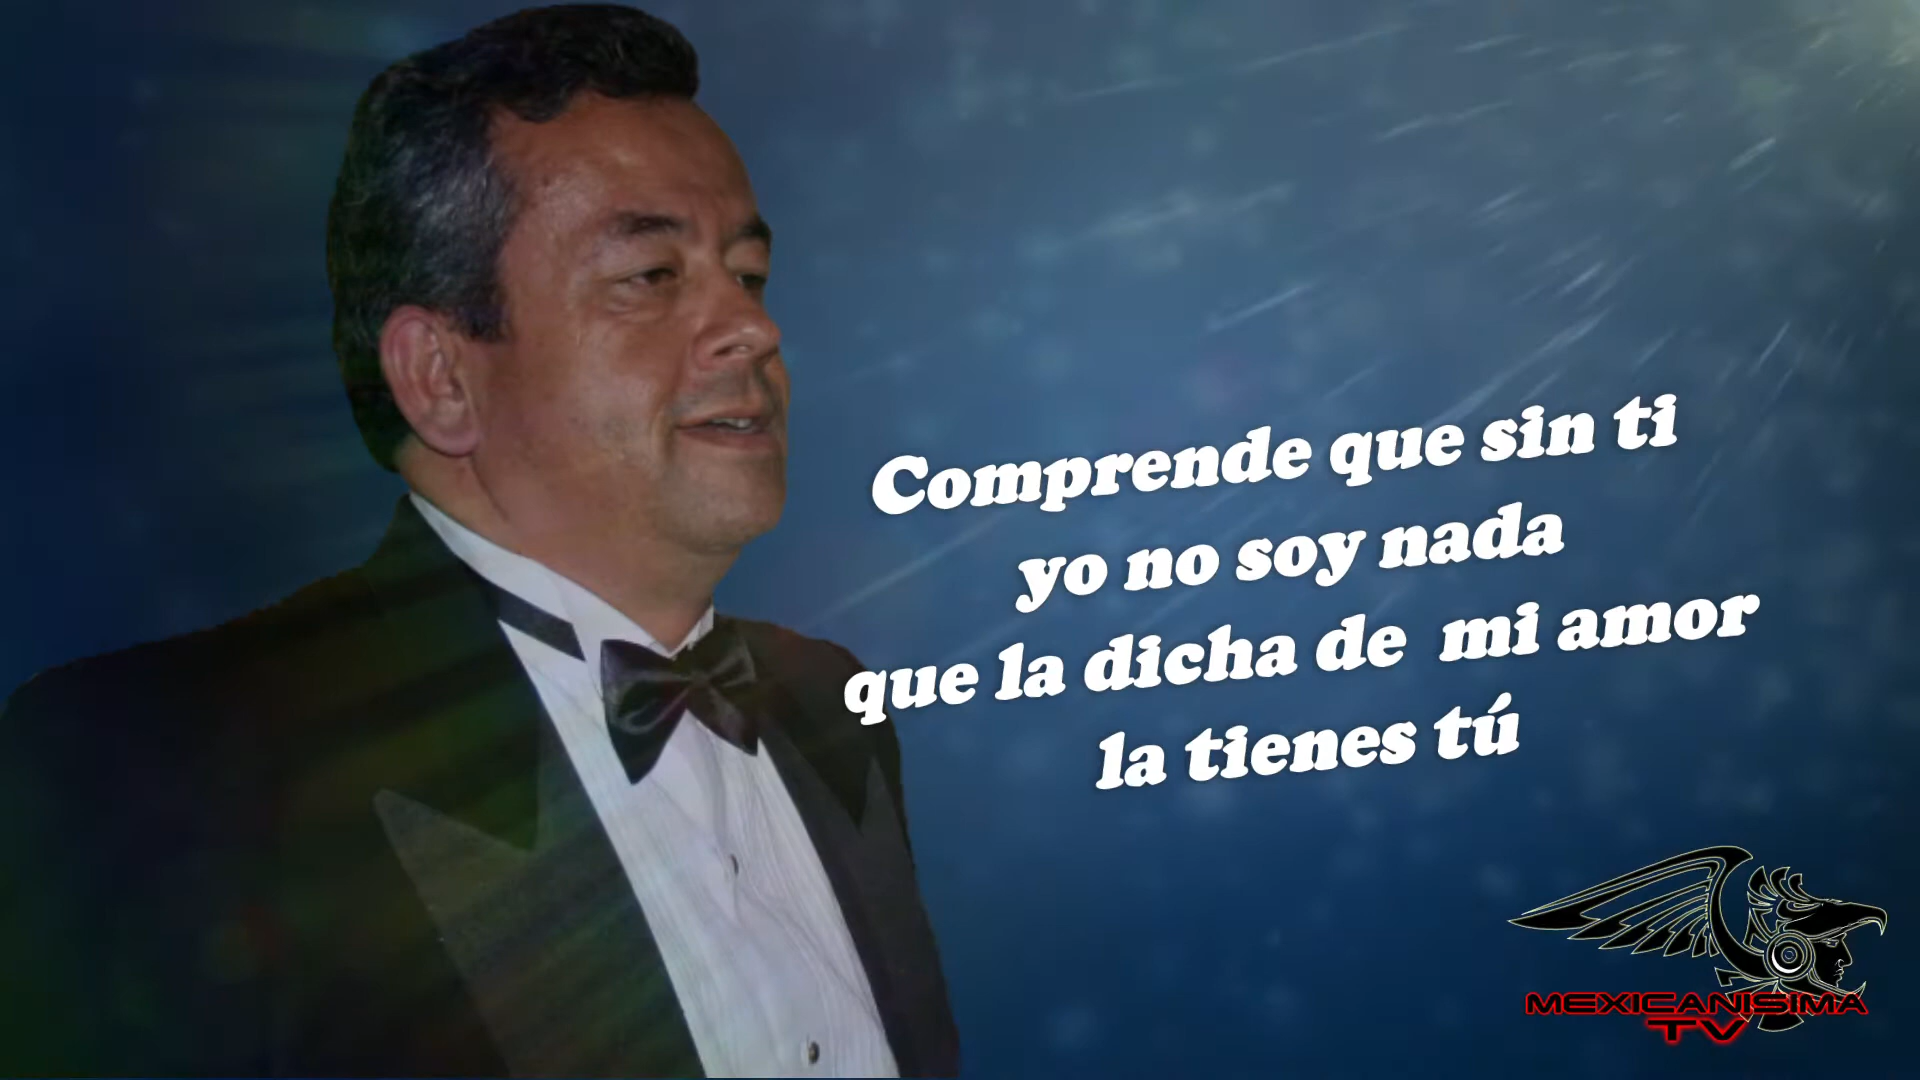 Comprende que sin ti
yo no soy nada
que la dicha de mi amor
la tienes tú
MEXICANISIMA
TV